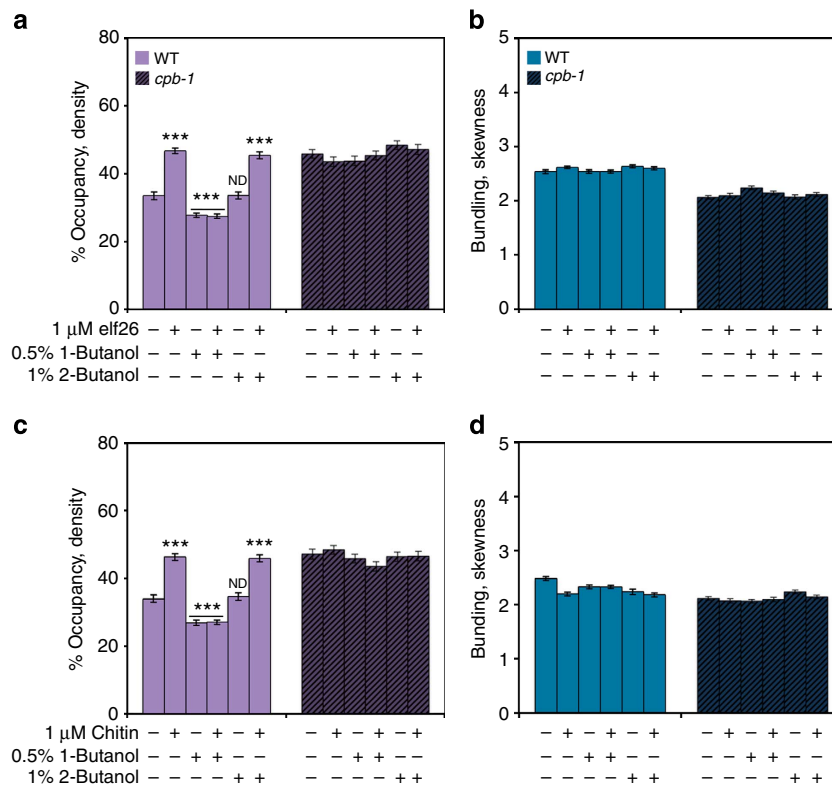 a
80
60
40
20
0
% Occupancy, density
WT
cpb-1
***
***
ND
***
1 μM elf26 − + − + − + − + − + − +
0.5% 1-Butanol − − + + − − − − + + − −
1% 2-Butanol − − − − + + − − − − + +
b
5
4
3
2
1
0
Bundling, skewness
WT
cpb-1
− + − + − + − + − + − +
− − + + − − − − + + − −
− − − − + + − − − − + +
c
80
60
40
20
0
% Occupancy, density
***
***
ND
***
1 μM Chitin − + − + − + − + − + − +
0.5% 1-Butanol − − + + − − − − + + − −
1% 2-Butanol − − − − + + − − − − + +
d
5
4
3
2
1
0
Bunding, skewness
− + − + − + − + − + − +
− − + + − − − − + + − −
− − − − + + − − − − + +